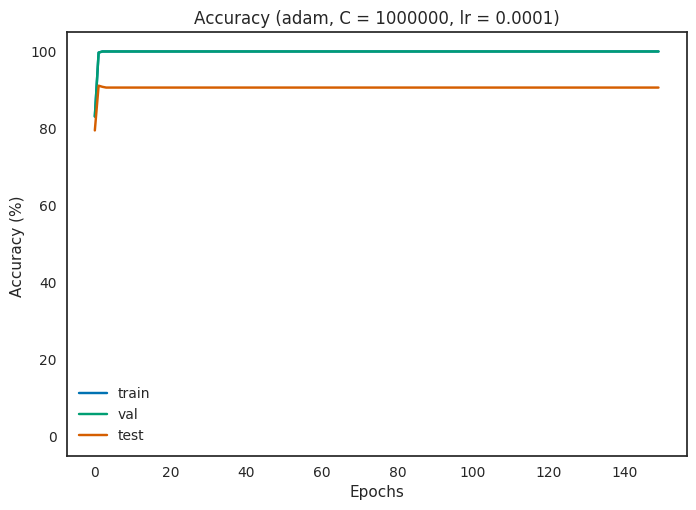 Accuracy (adam, C = 1000000, lr = 0.0001)
100
80
60
40
20
0
Accuracy (%)
train
val
test
0 20 40 60 80 100 120 140
Epochs